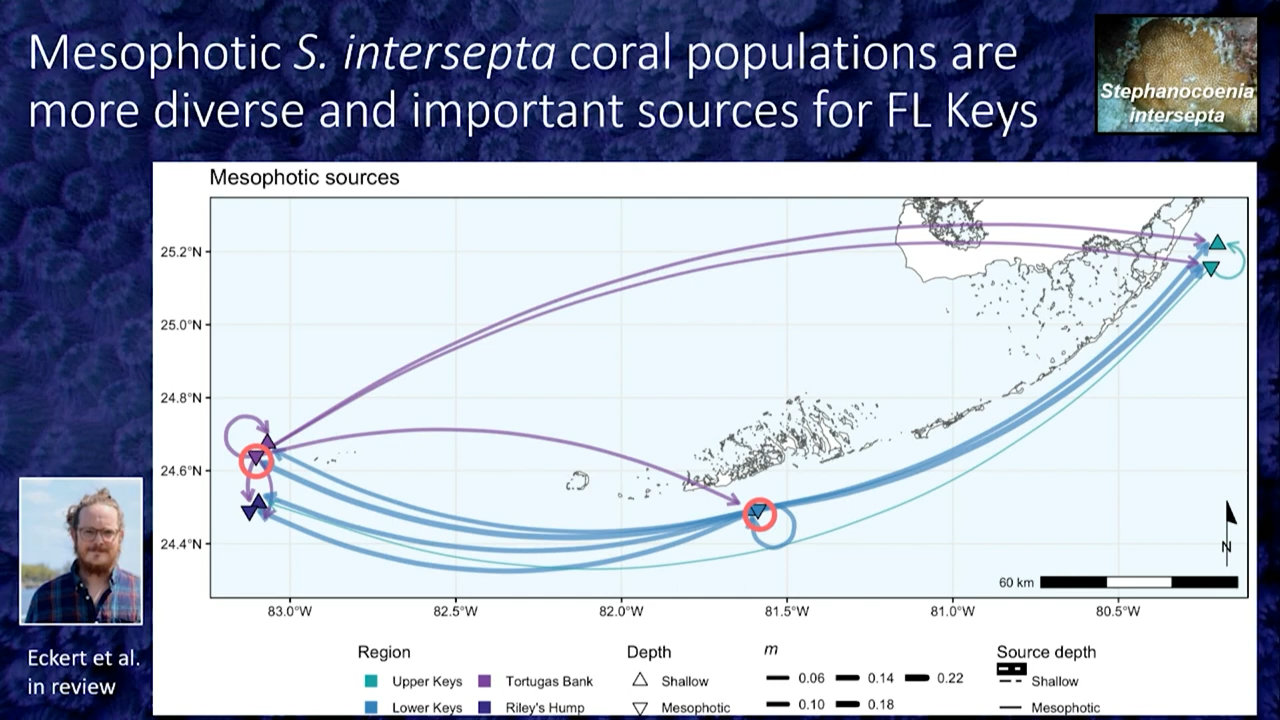 Mesophotic S. intersepta coral populations are
more diverse and important sources for FL Keys
Stephanocoenia
intersepta
Mesophotic sources
25.2°N
25.0°N
24.8°N
24.6°N
24.4°N
N
60 km
83.0°W 82.5°W 82.0°W 81.5°W 81.0°W 80.5°W
Eckert et al.
in review
Region
Upper Keys Tortugas Bank
Lower Keys Riley's Hump
Depth
Shallow
Mesophotic
m
0.06 0.14 0.22
0.10 0.18
Source depth
Shallow
Mesophotic